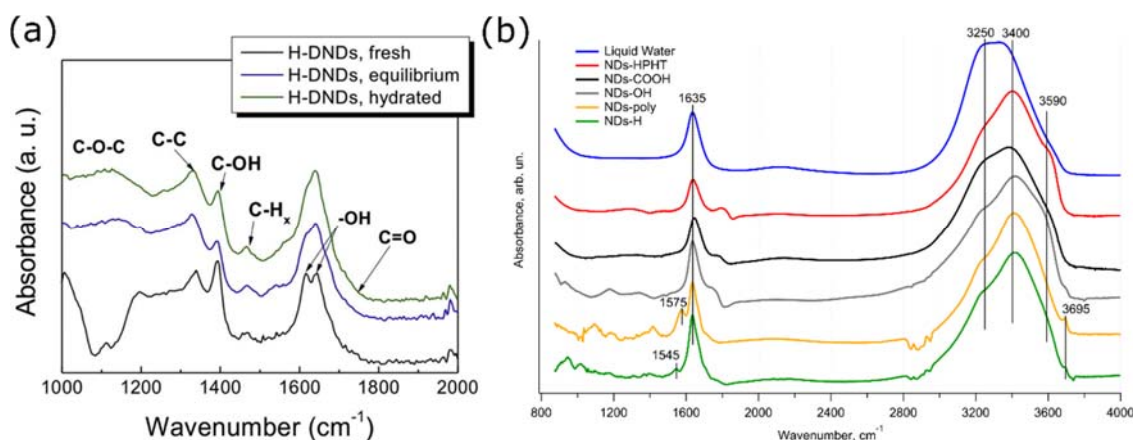 (a)
H-DNDs, fresh
H-DNDs, equilibrium
H-DNDs, hydrated
C-O-C
C-C
C-OH
C-Hx
-OH
C=O
Absorbance (a. u.)
1000 1200 1400 1600 1800 2000
Wavenumber (cm-1)
(b)
Liquid Water
NDs-HPHT
NDs-COOH
NDs-OH
NDs-poly
NDs-H
3250 3400
1635
3590
1575
3695
1545
Absorbance, arb. un.
800 1200 1600 2000 2400 2800 3200 3600 4000
Wavenumber, cm-1